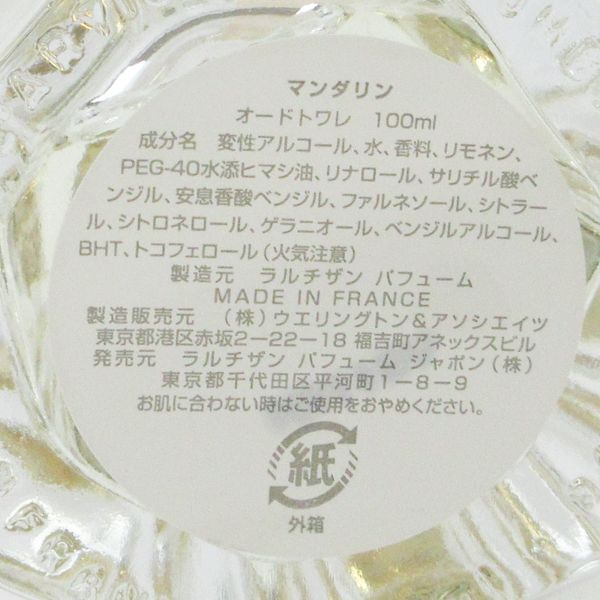 マンダリン
オードトワレ 100ml
成分名 変性アルコール、水、香料、リモネン、
PEG-40水添ヒマシ油、リナロール、サリチル酸ベ
ンジル、安息香酸ベンジル、ファルネソール、シトラー
ル、シトロネロール、ゲラニオール、ベンジルアルコール、
BHT、トコフェロール（火気注意）
製造元 ラルチザン パフューム
MADE IN FRANCE
製造販売元 （株）ウエリングトン&アソシエイツ
東京都港区赤坂2-22-18 福吉町アネックスビル
発売元 ラルチザン パフューム ジャポン（株）
東京都千代田区平河町1-8-9
お肌に合わない時はご使用をおやめください。
紙
外箱